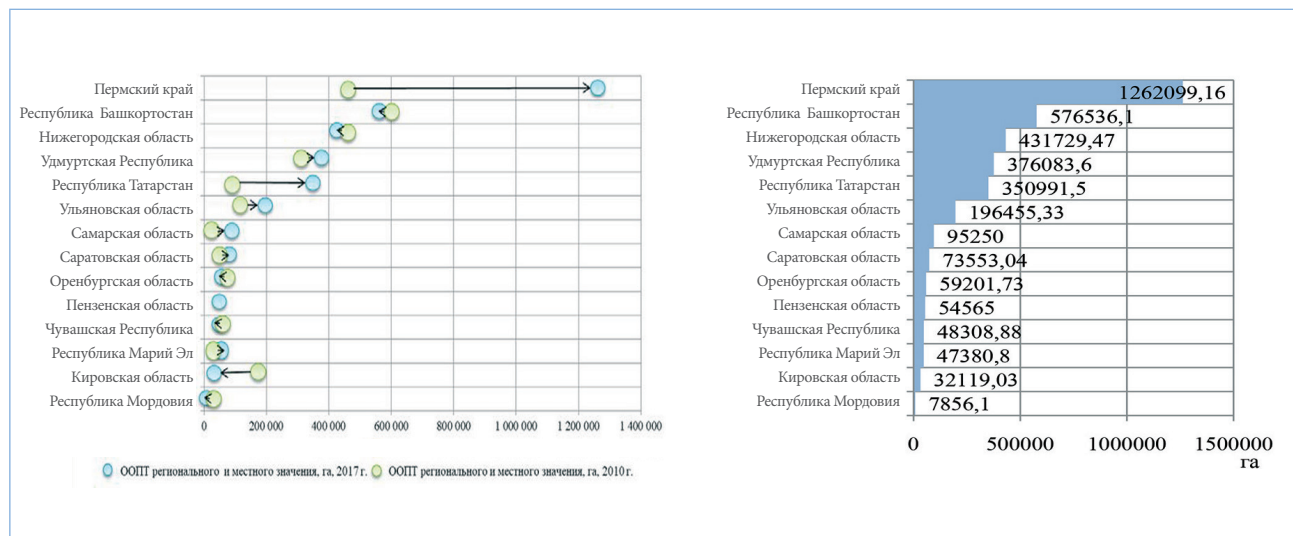 Пермский край
Республика Башкортостан
Нижегородская область
Удмуртская Республика
Республика Татарстан
Ульяновская область
Самарская область
Саратовская область
Оренбургская область
Пензенская область
Чувашская Республика
Республика Марий Эл
Кировская область
Республика Мордовия
0 200 000 400 000 600 000 800 000 1 000 000 1 200 000 1 400 000
ООПТ регионального и местного значения, га, 2017 г. ООПТ регионального и местного значения, га, 2010 г.
Пермский край 1262099,16
Республика Башкортостан 576536,1
Нижегородская область 431729,47
Удмуртская Республика 376083,6
Республика Татарстан 350991,5
Ульяновская область 196455,33
Самарская область 95250
Саратовская область 73553,04
Оренбургская область 59201,73
Пензенская область 54565
Чувашская Республика 48308,88
Республика Марий Эл 47380,8
Кировская область 32119,03
Республика Мордовия 7856,1
0 500000 1000000 1500000
га